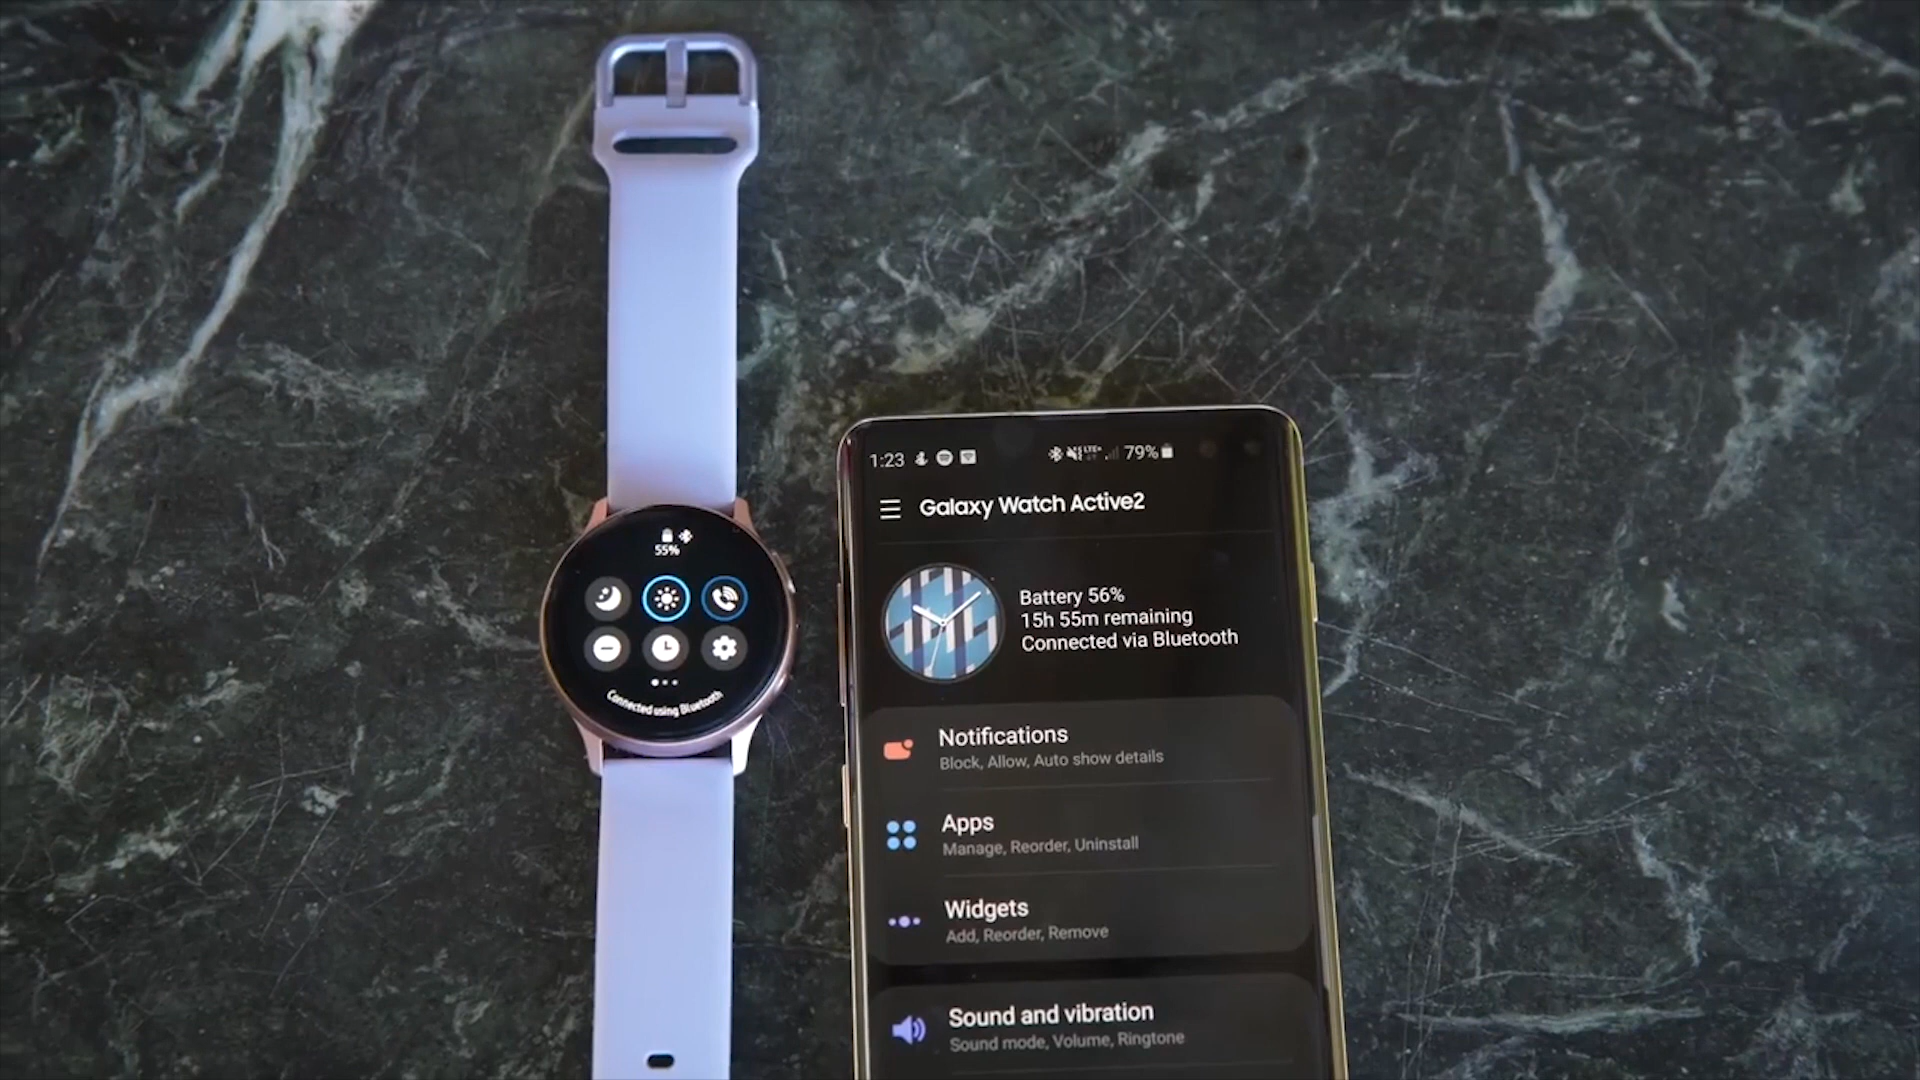 55%
Connected using Bluetooth
1:23 LTE+ 79%
Galaxy Watch Active2
Battery 56%
15h 55m remaining
Connected via Bluetooth
Notifications
Block, Allow, Auto show details
Apps
Manage, Reorder, Uninstall
Widgets
Add, Reorder, Remove
Sound and vibration
Sound mode, Volume, Ringtone